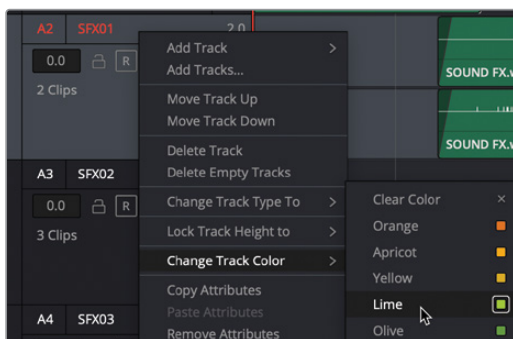 A2 SFX01 2.0
0.0 R
2 Clips
SOUND FX.
SOUND FX.
A3 SFX02
0.0 R
3 Clips
A4 SFX03
Add Track >
Add Tracks...
Move Track Up
Move Track Down
Delete Track
Delete Empty Tracks
Change Track Type To >
Lock Track Height to >
Change Track Color >
Copy Attributes
Paste Attributes
Remove Attributes
Clear Color ×
Orange
Apricot
Yellow
Lime
Olive